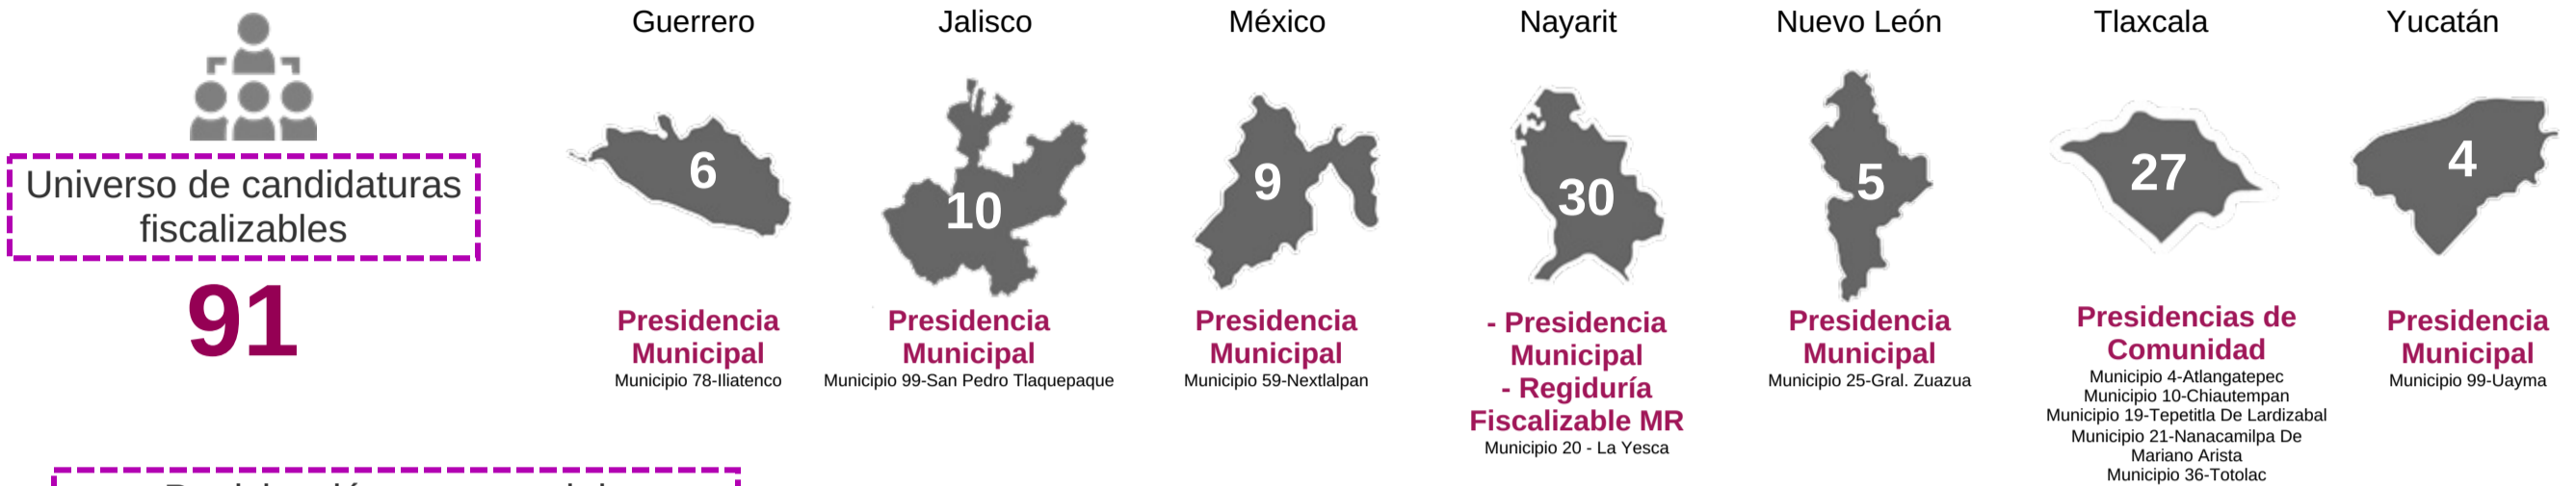 Universo de candidaturas
fiscalizables
91
Guerrero
6
Presidencia
Municipal
Municipio 78-Iliatenco
Jalisco
10
Presidencia
Municipal
Municipio 99-San Pedro Tlaquepaque
México
9
Presidencia
Municipal
Municipio 59-Nextlalpan
Nayarit
30
- Presidencia
Municipal
- Regiduría
Fiscalizable MR
Municipio 20 - La Yesca
Nuevo León
5
Presidencia
Municipal
Municipio 25-Gral. Zuazua
Tlaxcala
27
Presidencias de
Comunidad
Municipio 4-Atlangatepec
Municipio 10-Chiautempan
Municipio 19-Tepetitla De Lardizabal
Municipio 21-Nanacamilpa De
Mariano Arista
Municipio 36-Totolac
Yucatán
4
Presidencia
Municipal
Municipio 99-Uayma